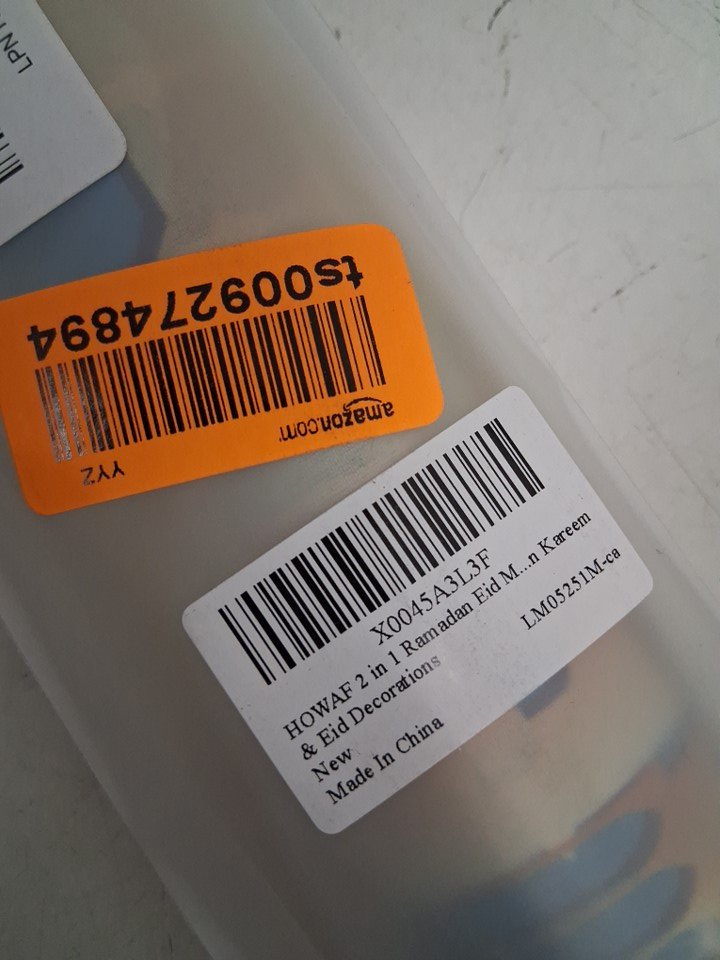 LPN
ts009274894
amazon.com
YYZ
X0045A3L3F
HOWAF 2 in 1 Ramadan Eid M...n Kareem
& Eid Decorations
LM05251M-ca
New
Made In China